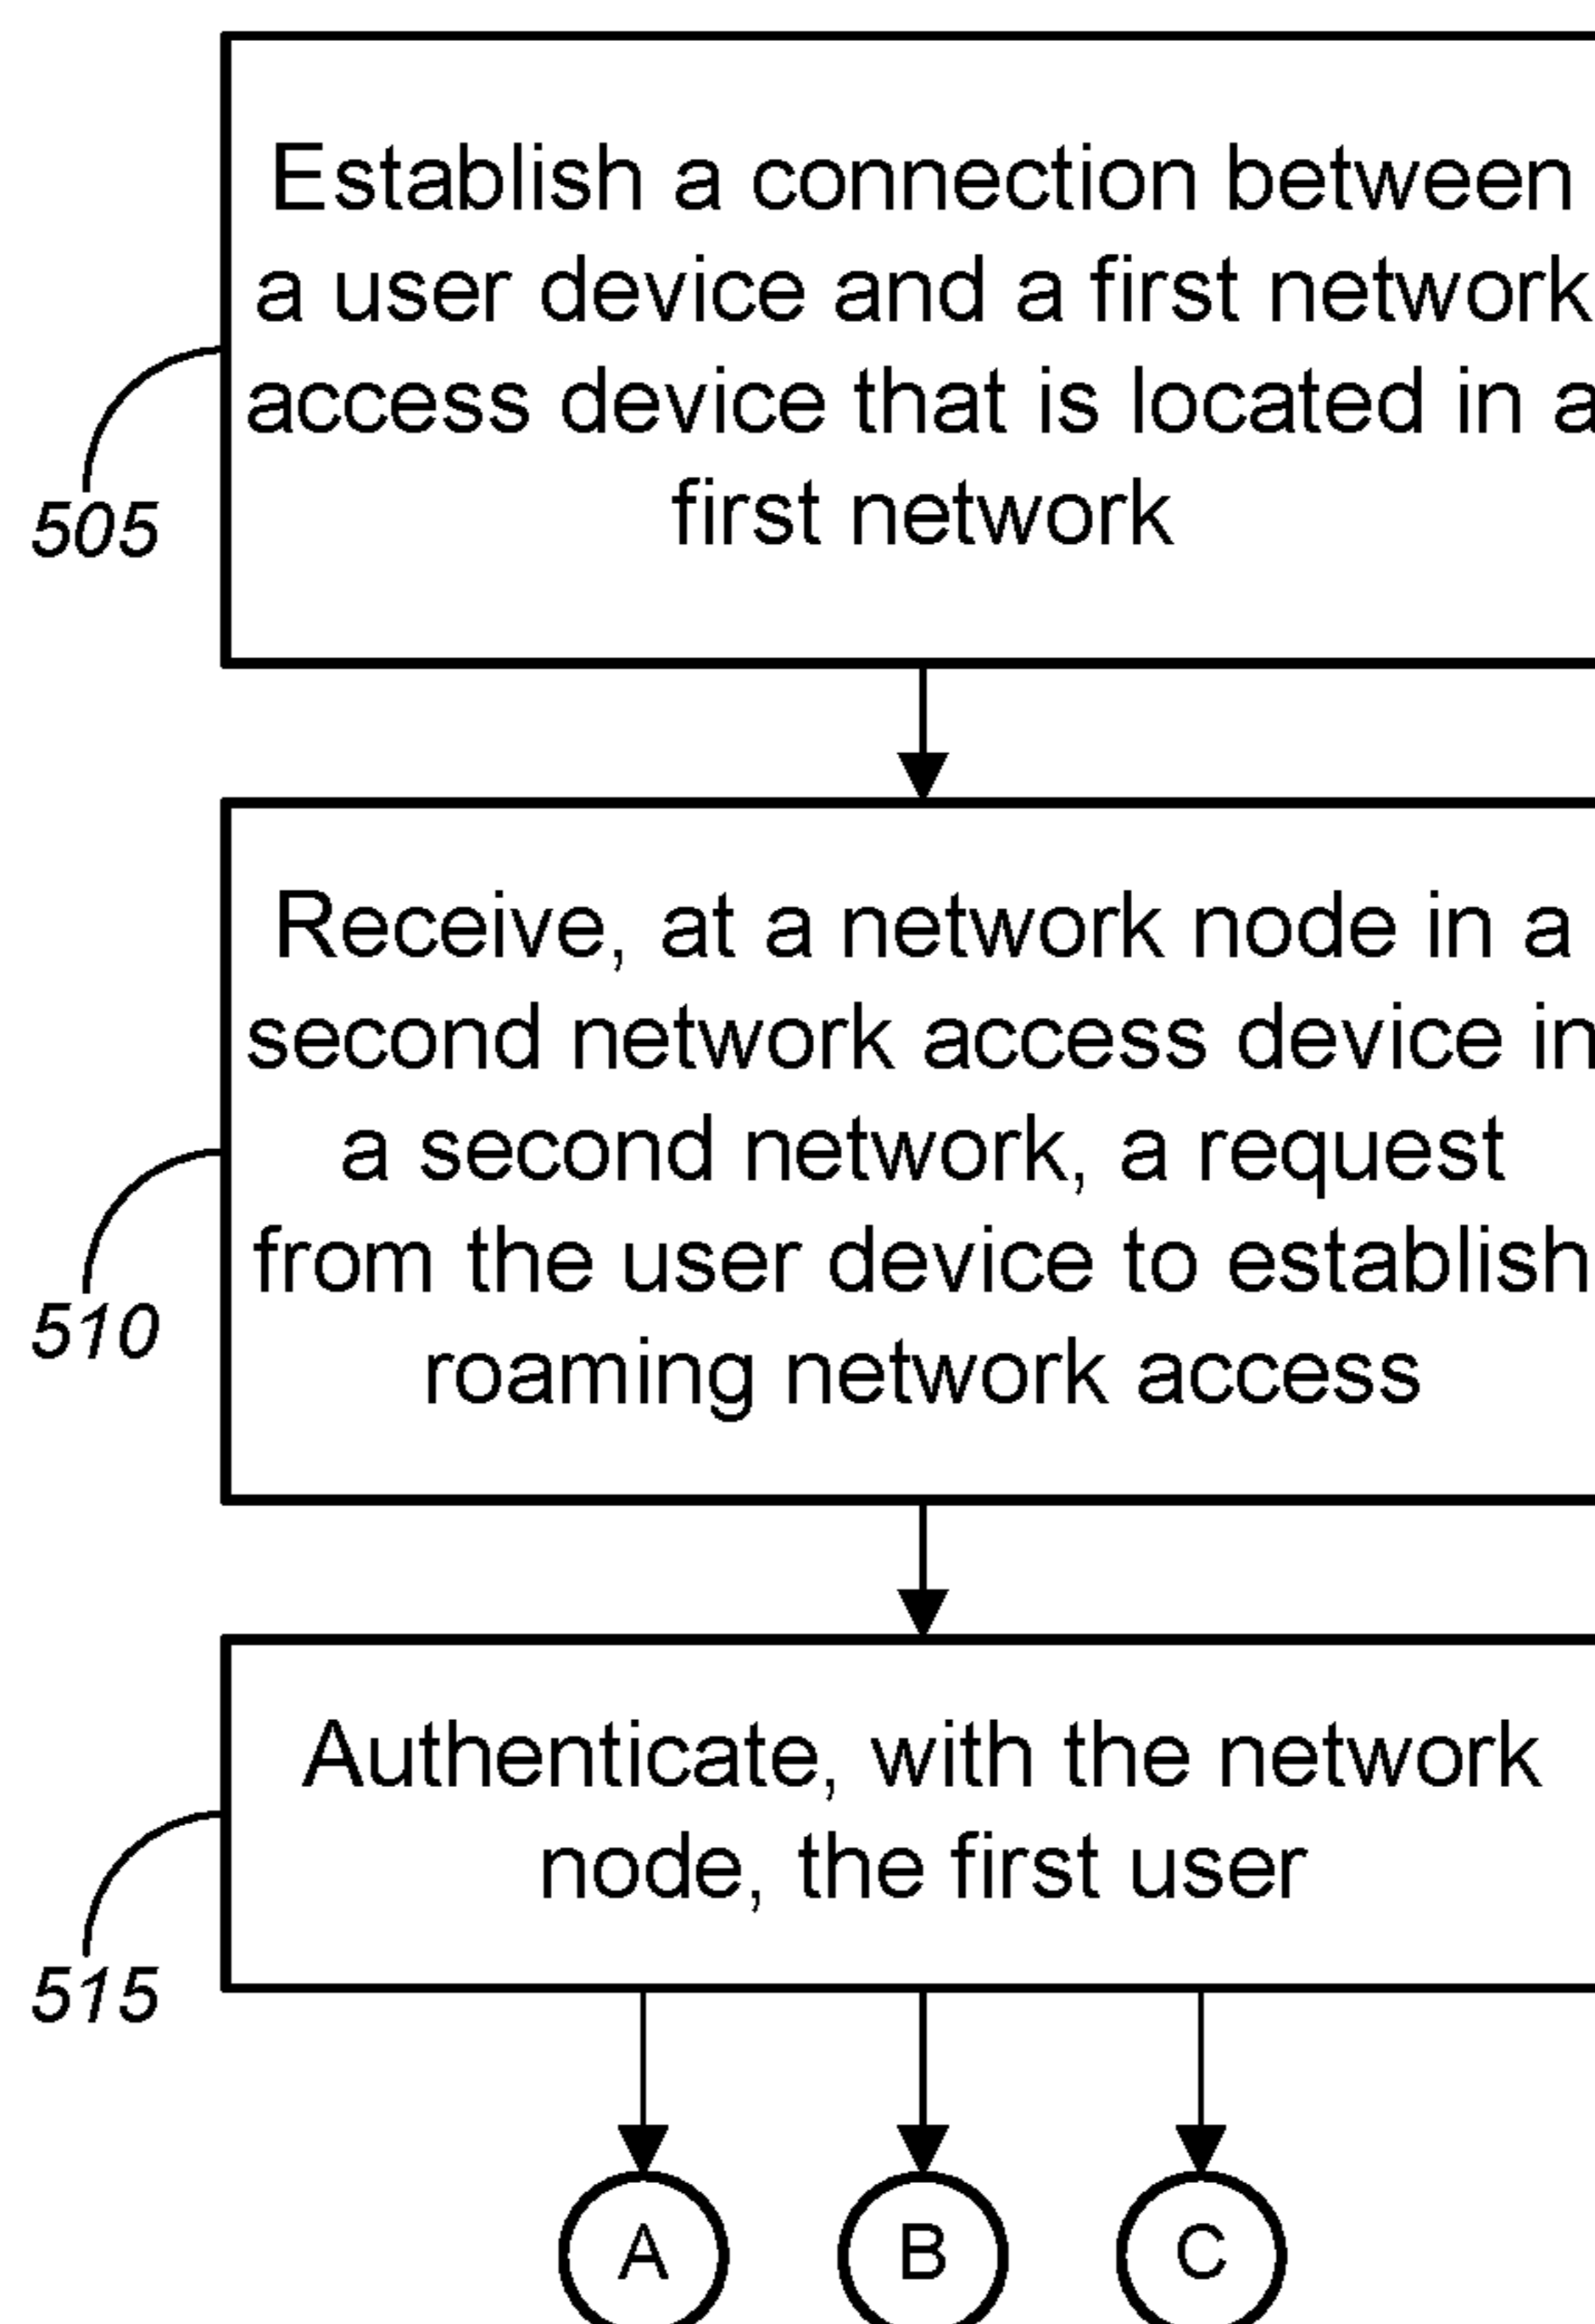 Establish a connection between
a user device and a first network
access device that is located in a
first network
505
Receive, at a network node in a
second network access device in
a second network, a request
from the user device to establish
roaming network access
510
Authenticate, with the network
node, the first user
515
A B C